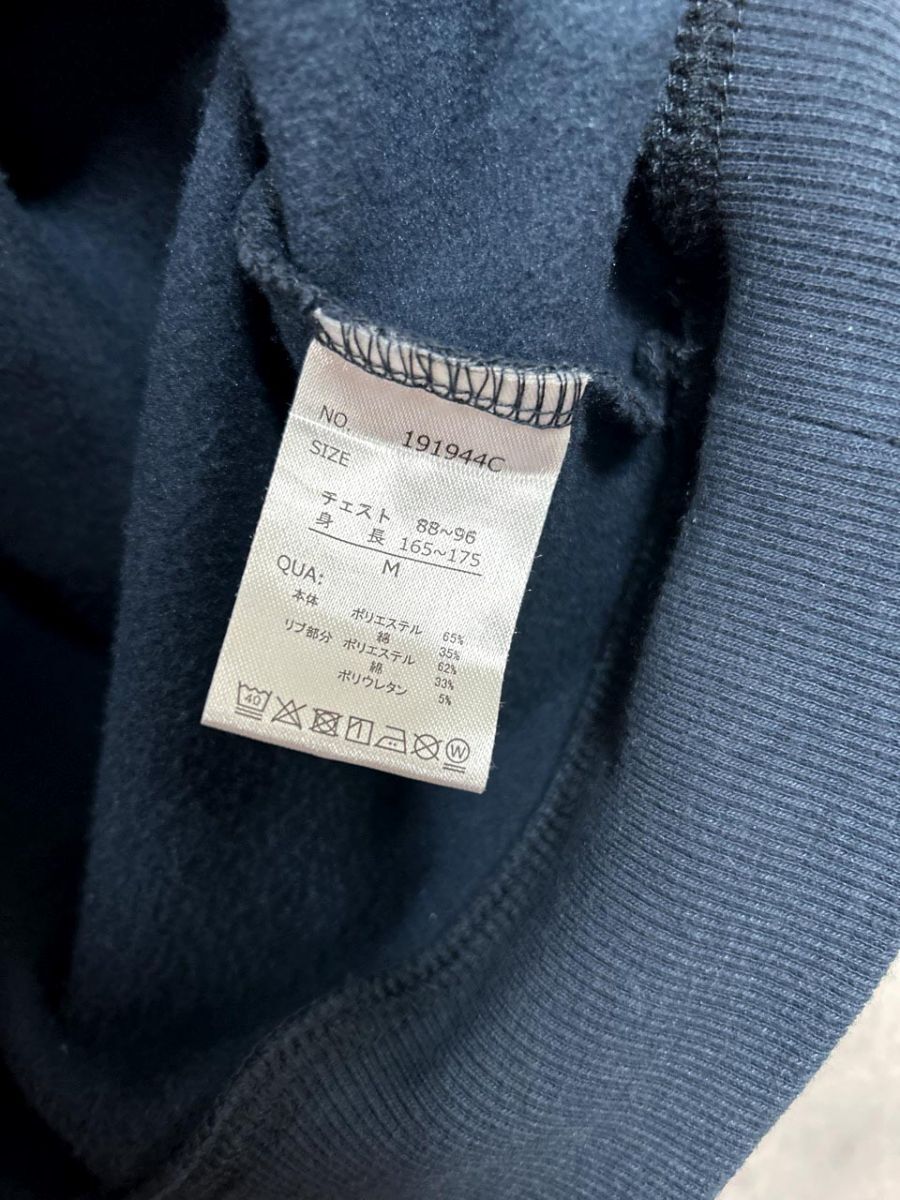 NO. 191944C
SIZE
チェスト 88~96
身 長 165~175
M
QUA:
本体 ポリエステル 65%
綿 35%
リブ部分 ポリエステル 62%
綿 33%
ポリウレタン 5%
40 W